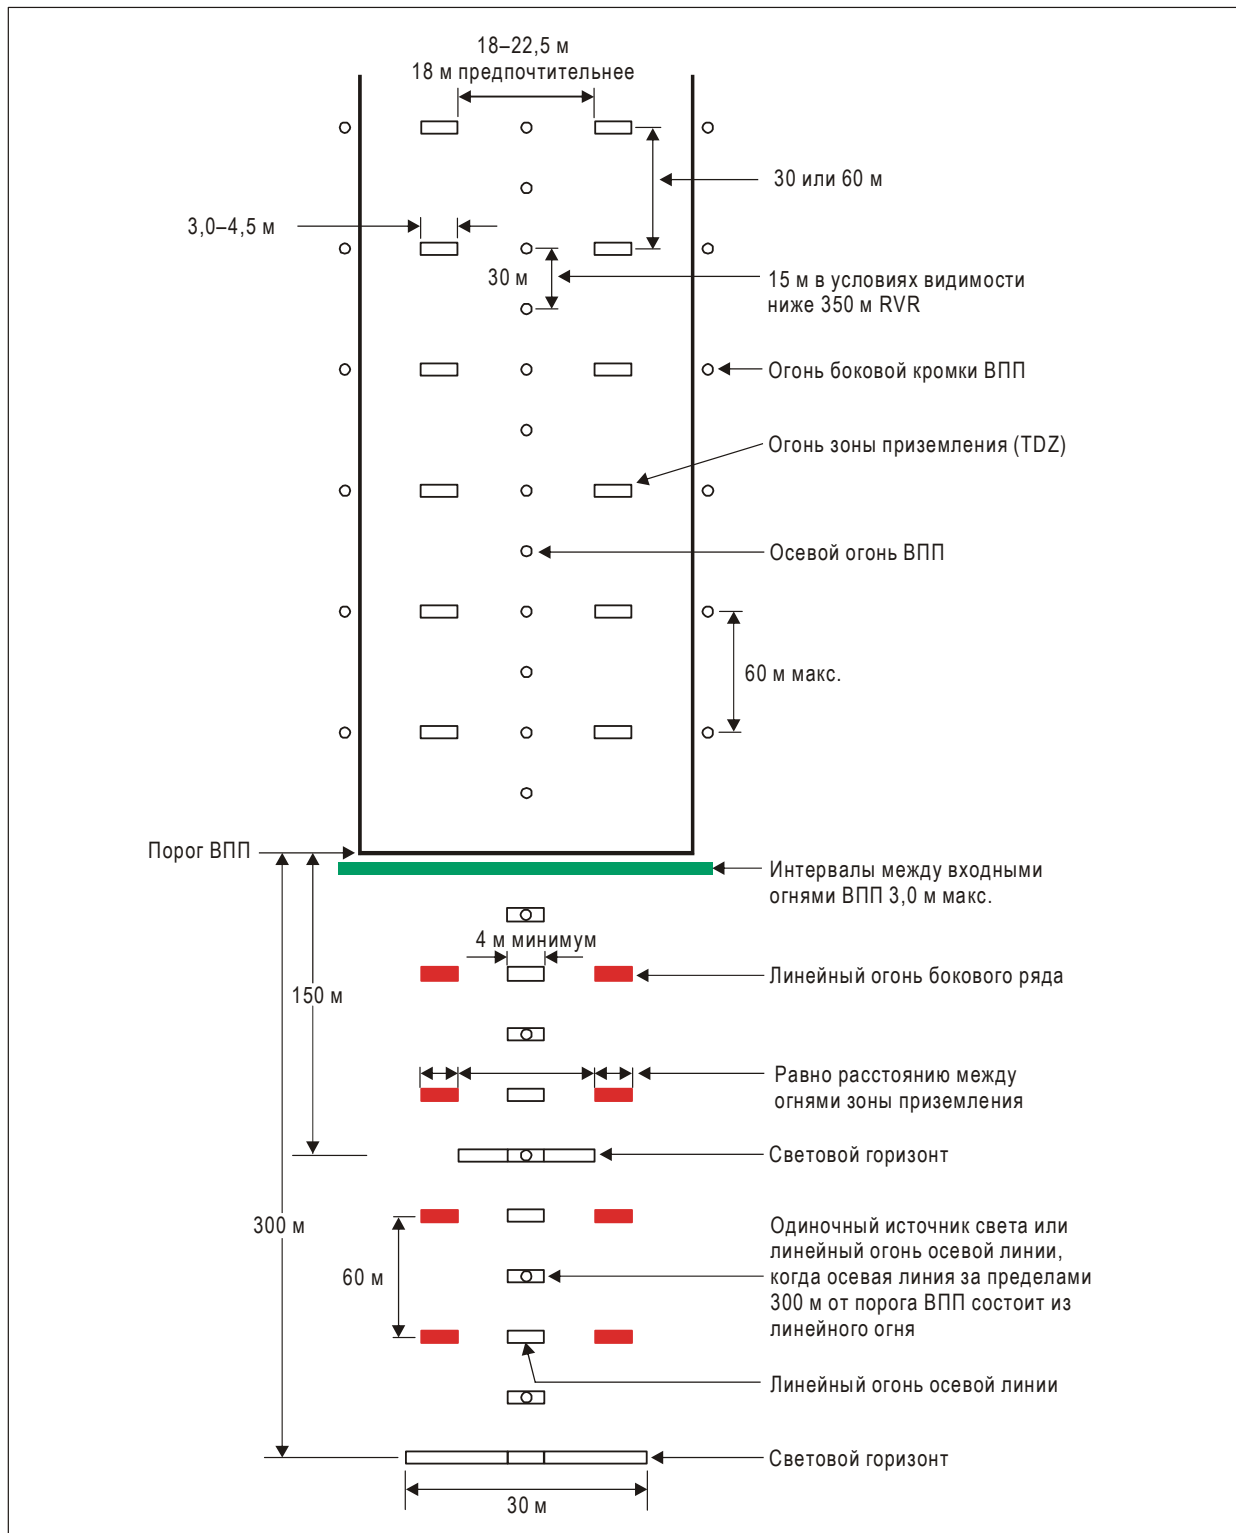 18–22,5 м
18 м предпочтительнее
30 или 60 м
3,0–4,5 м
30 м
15 м в условиях видимости
ниже 350 м RVR
Огонь боковой кромки ВПП
Огонь зоны приземления (TDZ)
Осевой огонь ВПП
60 м макс.
Порог ВПП
Интервалы между входными
огнями ВПП 3,0 м макс.
4 м минимум
Линейный огонь бокового ряда
150 м
Равно расстоянию между
огнями зоны приземления
Световой горизонт
300 м
Одиночный источник света или
линейный огонь осевой линии,
когда осевая линия за пределами
300 м от порога ВПП состоит из
линейного огня
60 м
Линейный огонь осевой линии
Световой горизонт
30 м